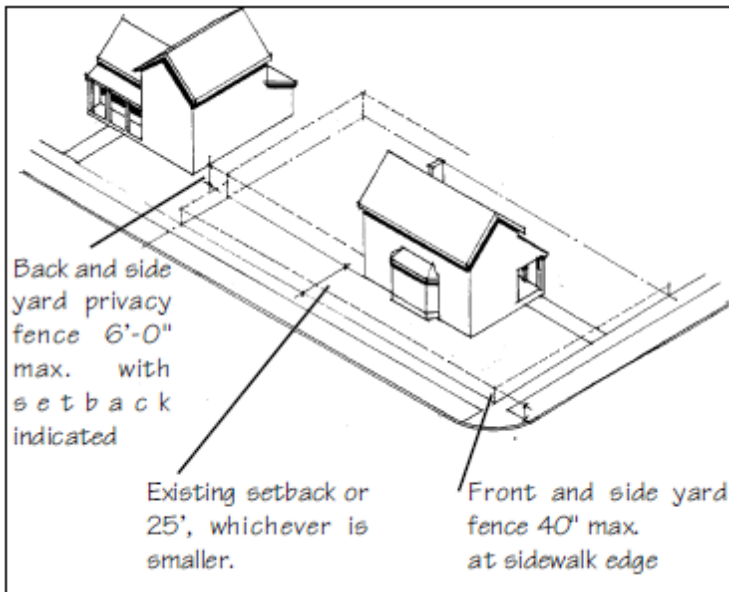 Back and side
yard privacy
fence 6'-0"
max. with
setback
indicated
Existing setback or
25', whichever is
smaller.
Front and side yard
fence 40" max.
at sidewalk edge